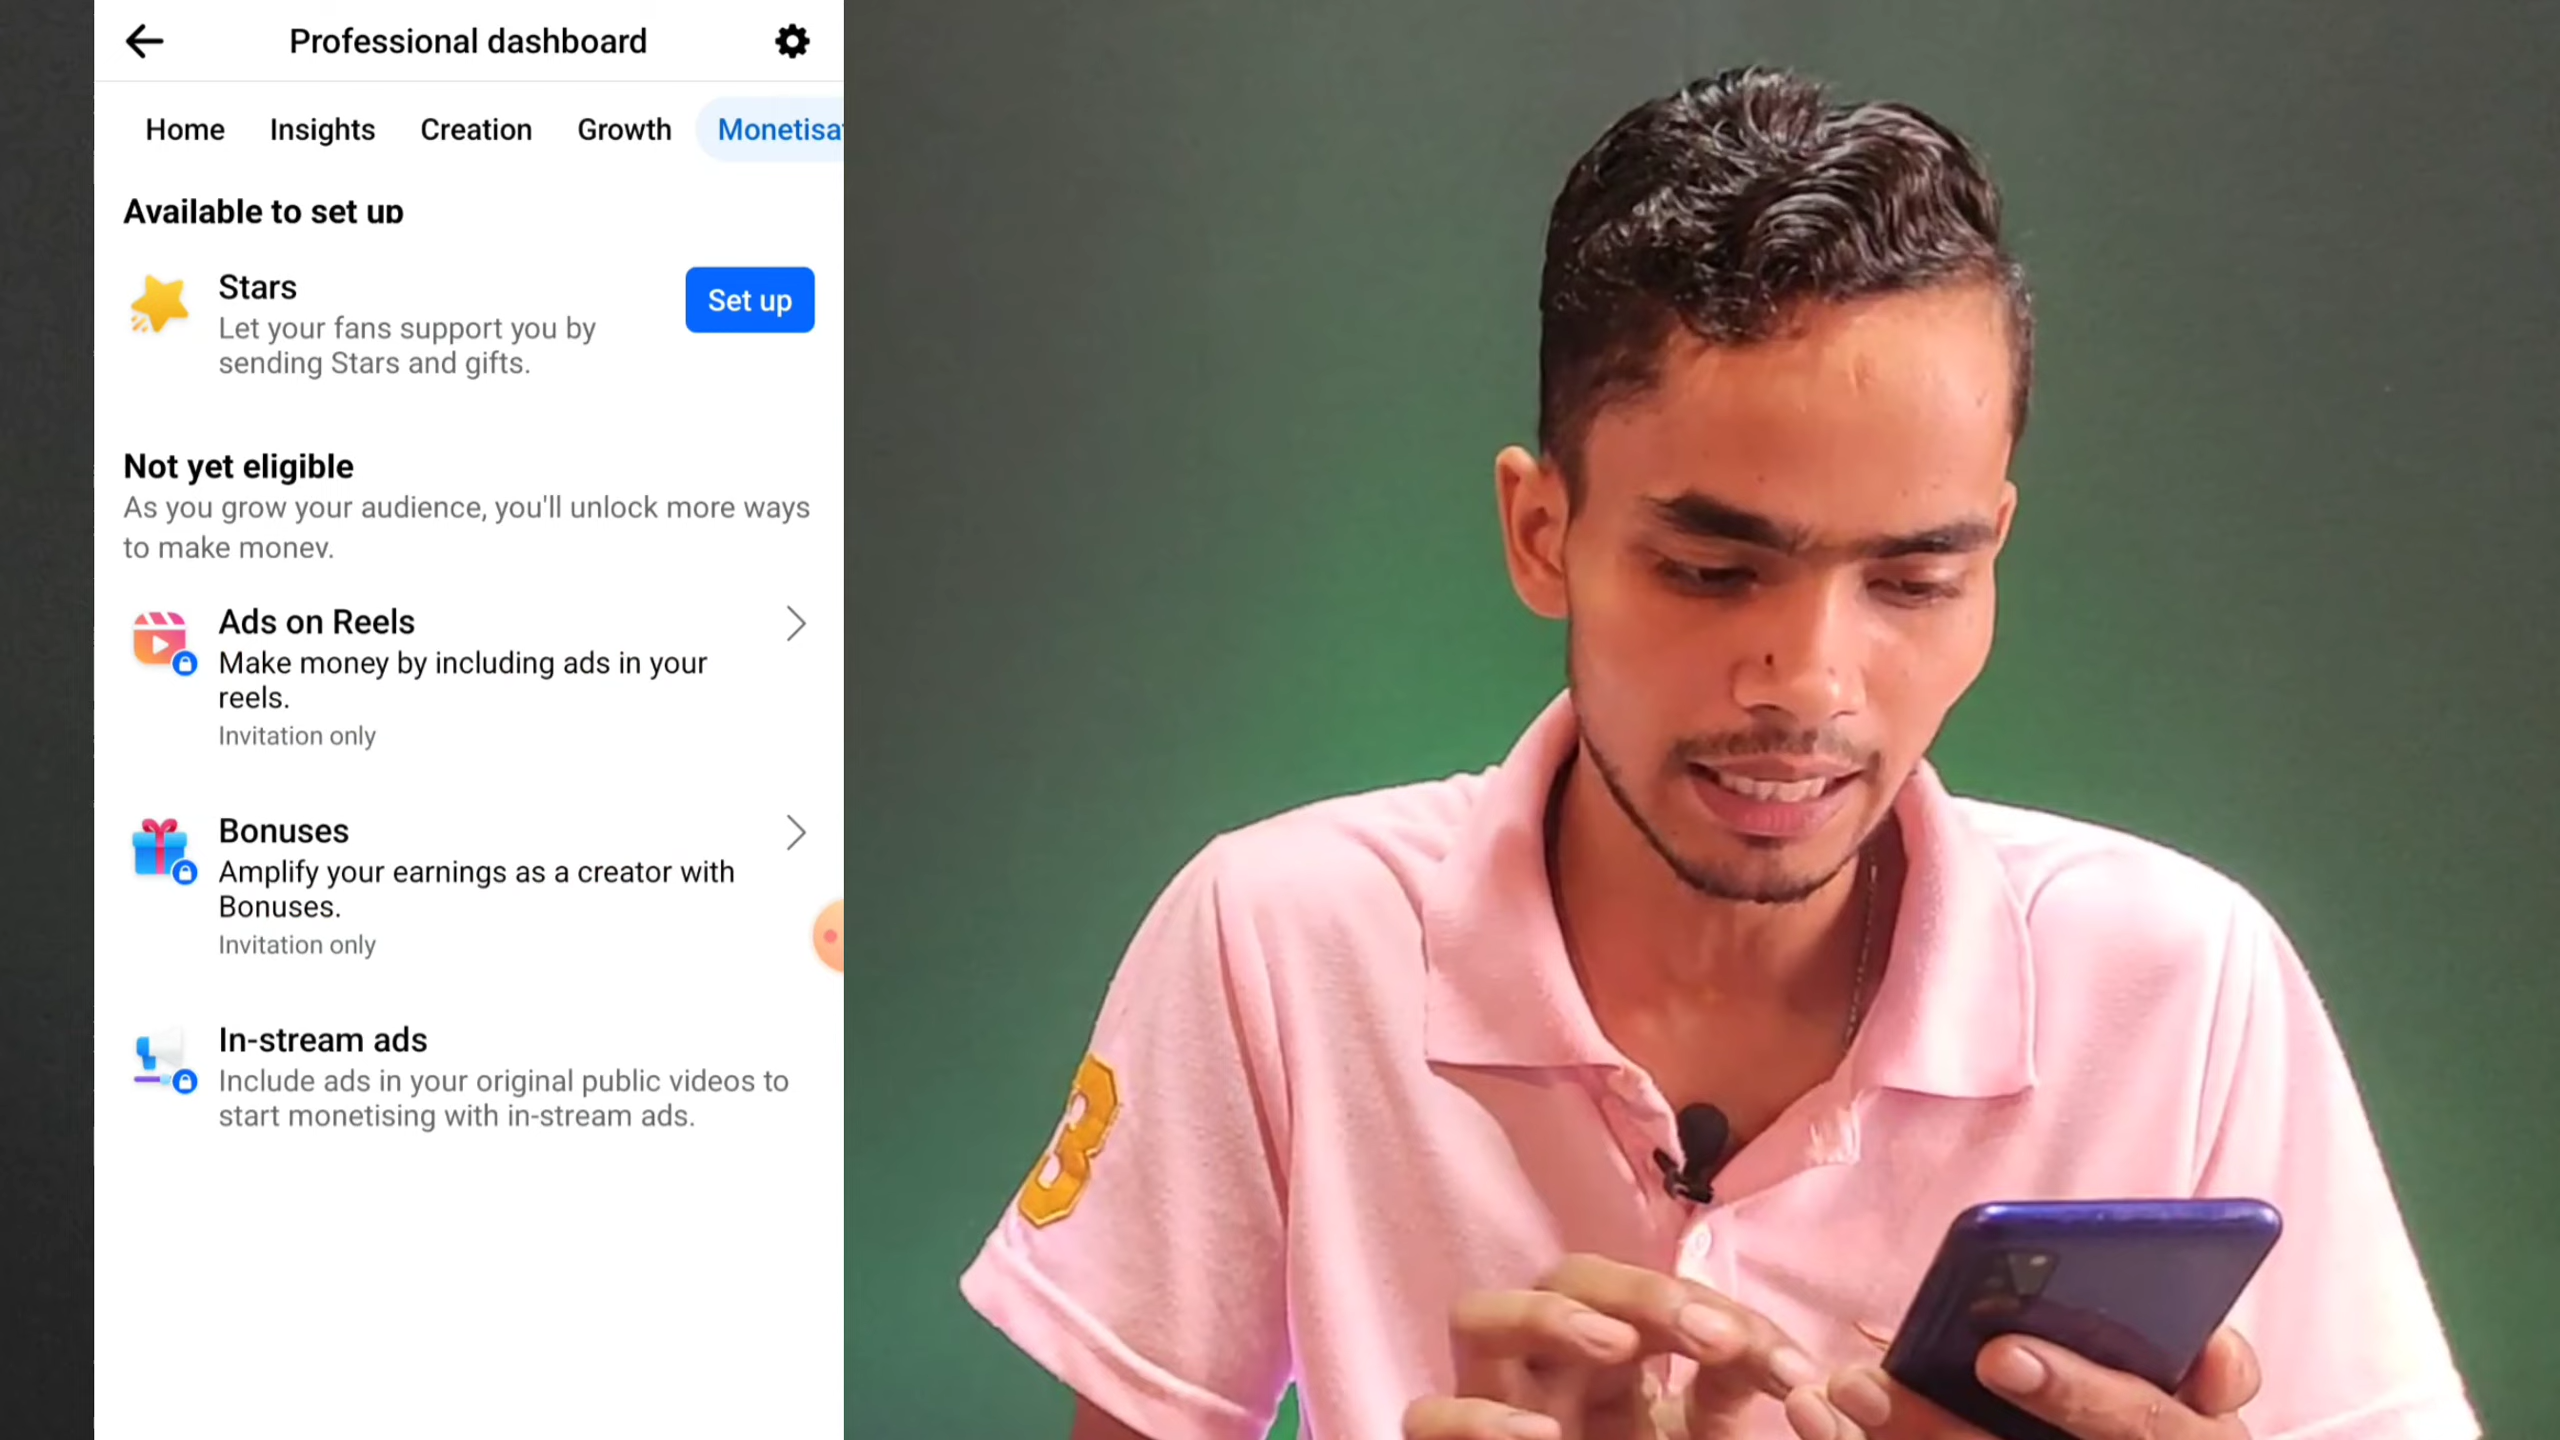 Professional dashboard
Home Insights Creation Growth Monetisa
Available to set up
Stars
Set up
Let your fans support you by
sending Stars and gifts.
Not yet eligible
As you grow your audience, you'll unlock more ways
to make money.
Ads on Reels
Make money by including ads in your
reels.
Invitation only
Bonuses
Amplify your earnings as a creator with
Bonuses.
Invitation only
In-stream ads
Include ads in your original public videos to
start monetising with in-stream ads.
3